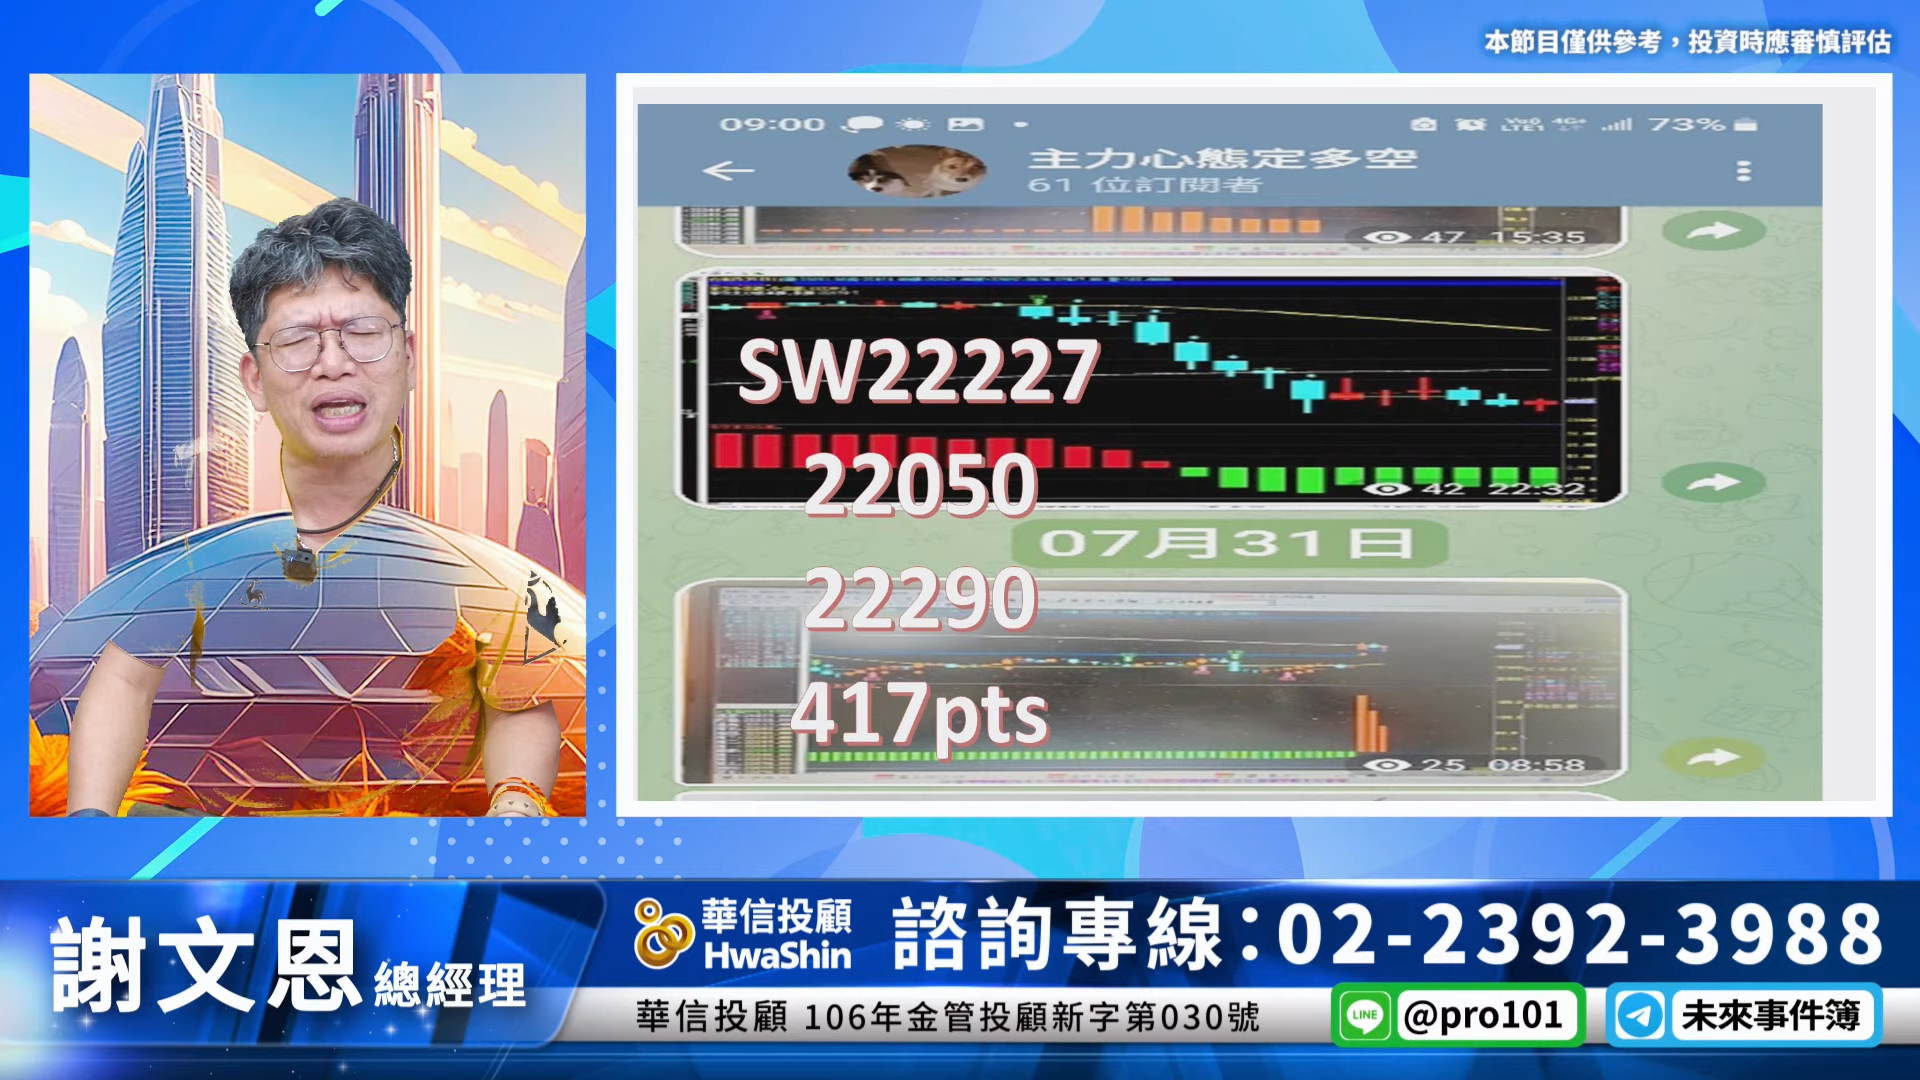 本節目僅供參考，投資時應審慎評估
09:00
73%
主力心態定多空
61 位訂閱者
47 15:35
SW22227
22050
42 22:32
07月31日
22290
417pts
25 08:58
謝文恩 總經理
華信投顧
HwaShin
諮詢專線：02-2392-3988
華信投顧 106年金管投顧新字第030號
LINE
@pro101
未來事件簿